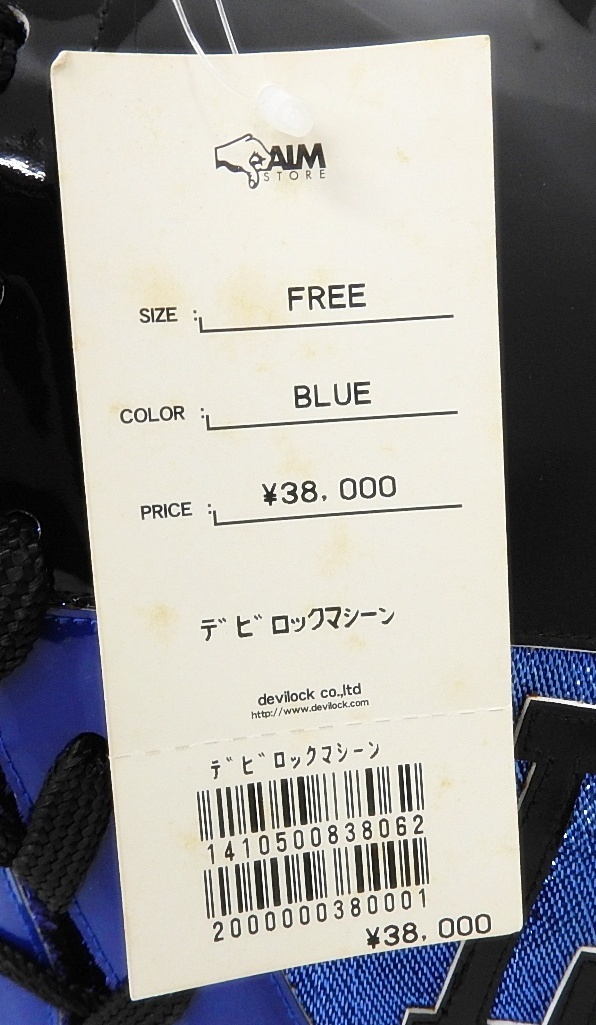 AIM
STORE
SIZE : FREE
COLOR : BLUE
PRICE : ¥38,000
デビロックマシーン
devilock co.,ltd
http://www.devilock.com
デビロックマシーン
1410500838062
2000000380001
¥38,000